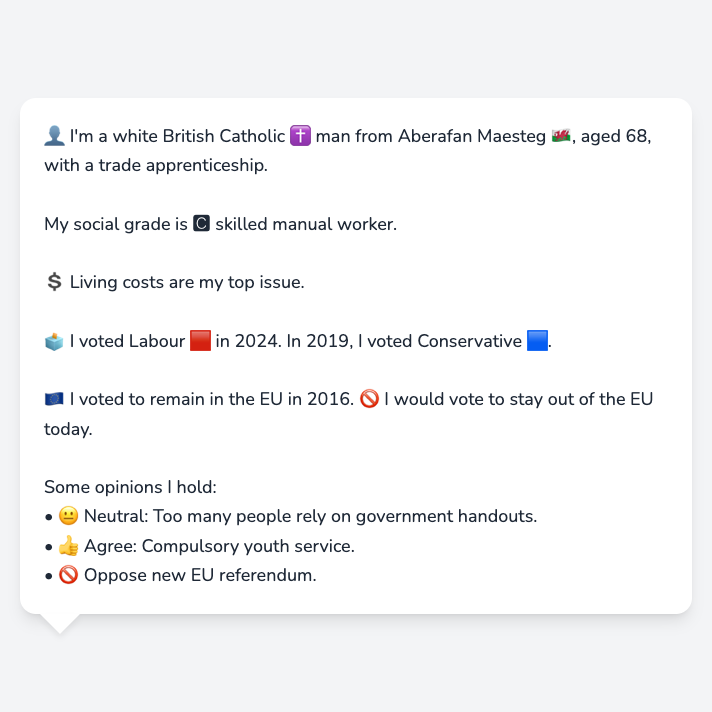 👤 I'm a white British Catholic ✝️ man from Aberafan Maesteg 🏴󠁧󠁢󠁷󠁬󠁳󠁿, aged 68,
with a trade apprenticeship.
My social grade is 🅲 skilled manual worker.
💲 Living costs are my top issue.
🗳️ I voted Labour 🟥 in 2024. In 2019, I voted Conservative 🟦.
🇪🇺 I voted to remain in the EU in 2016. 🚫 I would vote to stay out of the EU
today.
Some opinions I hold:
• 😐 Neutral: Too many people rely on government handouts.
• 👍 Agree: Compulsory youth service.
• 🚫 Oppose new EU referendum.